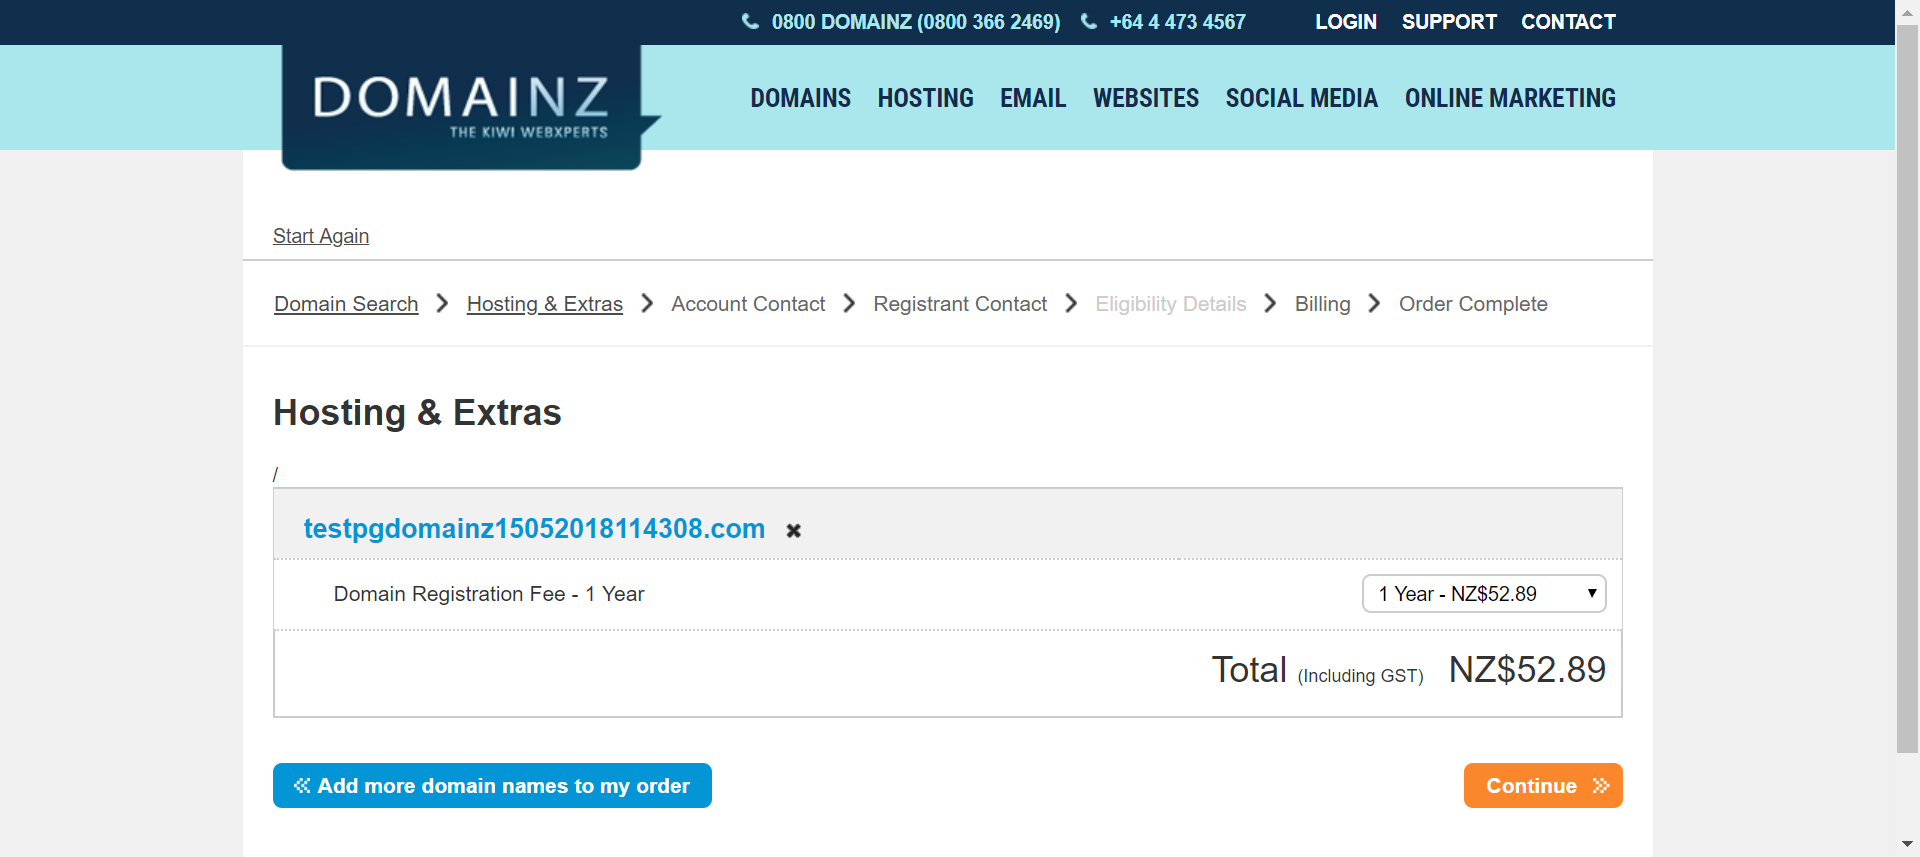 0800 DOMAINZ (0800 366 2469) +64 4 473 4567 LOGIN SUPPORT CONTACT
DOMAINZ
THE KIWI WEBXPERTS
DOMAINS HOSTING EMAIL WEBSITES SOCIAL MEDIA ONLINE MARKETING
Start Again
Domain Search Hosting & Extras Account Contact Registrant Contact Eligibility Details Billing Order Complete
Hosting & Extras
/
testpgdomainz15052018114308.com
Domain Registration Fee - 1 Year 1 Year - NZ$52.89
Total (Including GST) NZ$52.89
Add more domain names to my order Continue